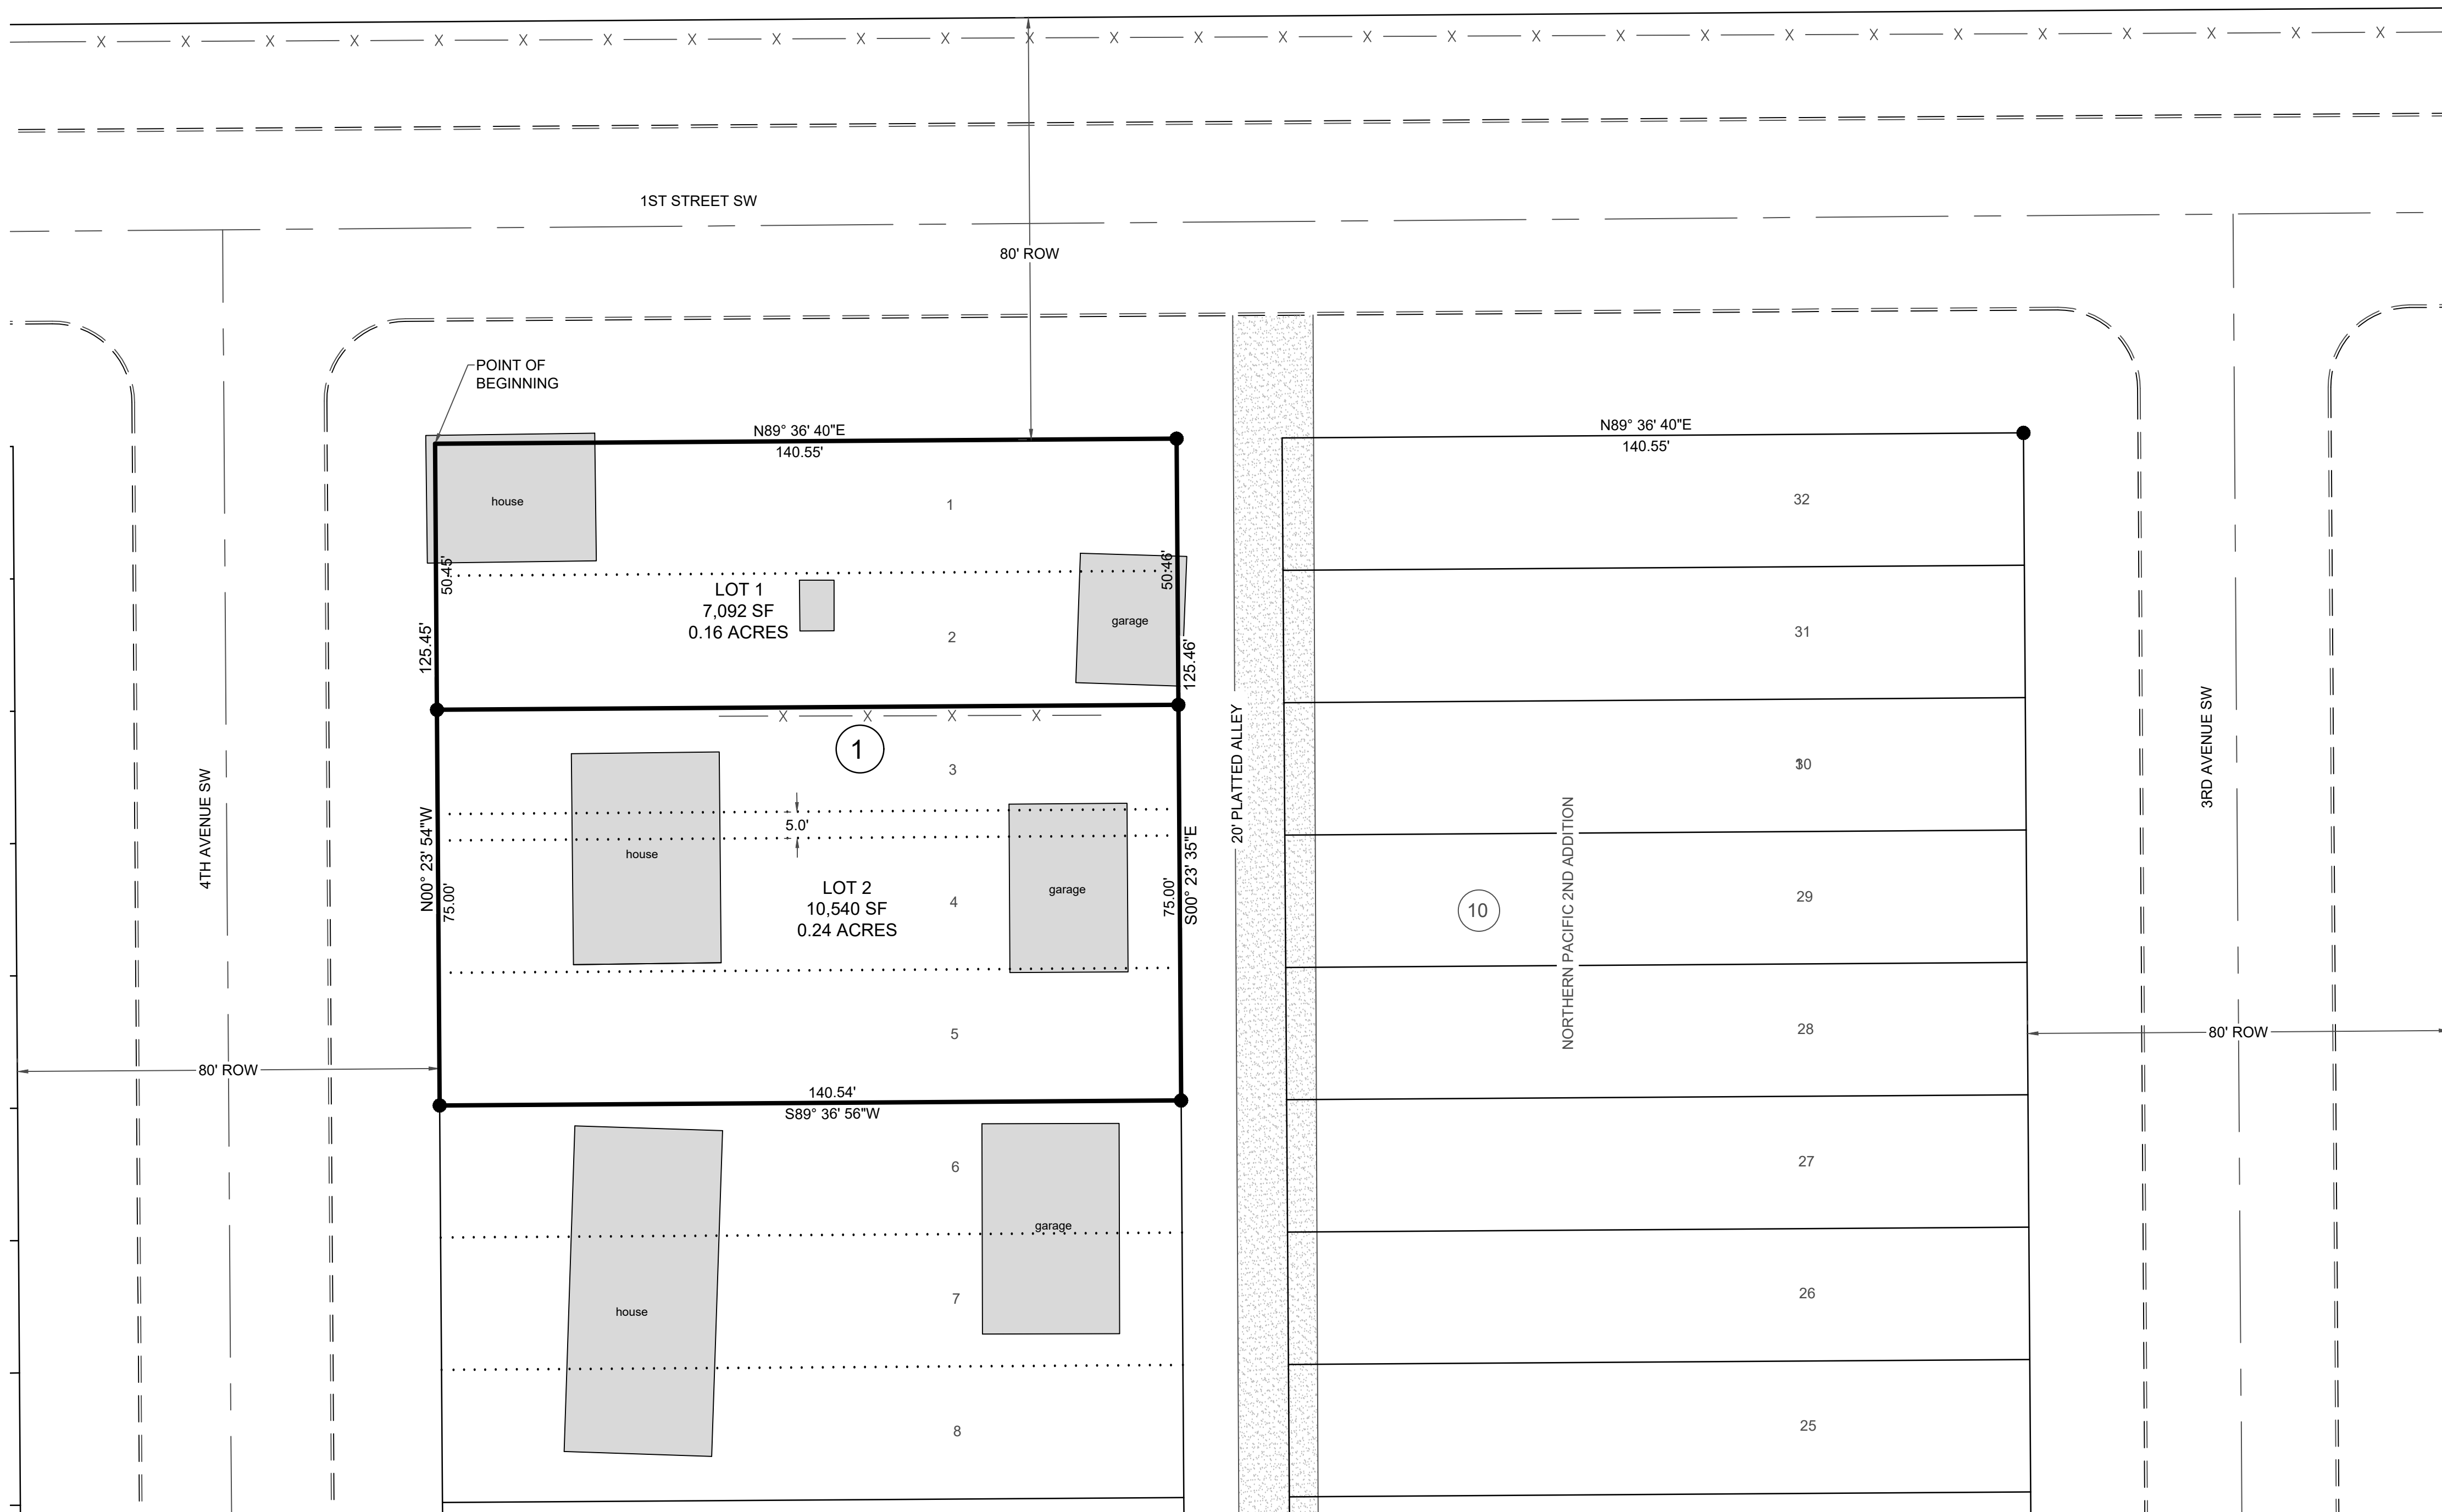 1ST STREET SW
80' ROW
POINT OF
BEGINNING
N89° 36' 40"E
140.55'
N89° 36' 40"E
140.55'
house
1
32
50.45'
50.46'
LOT 1
7,092 SF
0.16 ACRES
garage
2
31
125.45'
125.46'
1
3
30
4TH AVENUE SW
N00° 23' 54"W
75.00'
5.0'
house
LOT 2
10,540 SF
0.24 ACRES
4
garage
75.00'
S00° 23' 35"E
20' PLATTED ALLEY
10
NORTHERN PACIFIC 2ND ADDITION
29
3RD AVENUE SW
5
28
80' ROW
80' ROW
140.54'
S89° 36' 56"W
6
27
garage
7
26
house
8
25